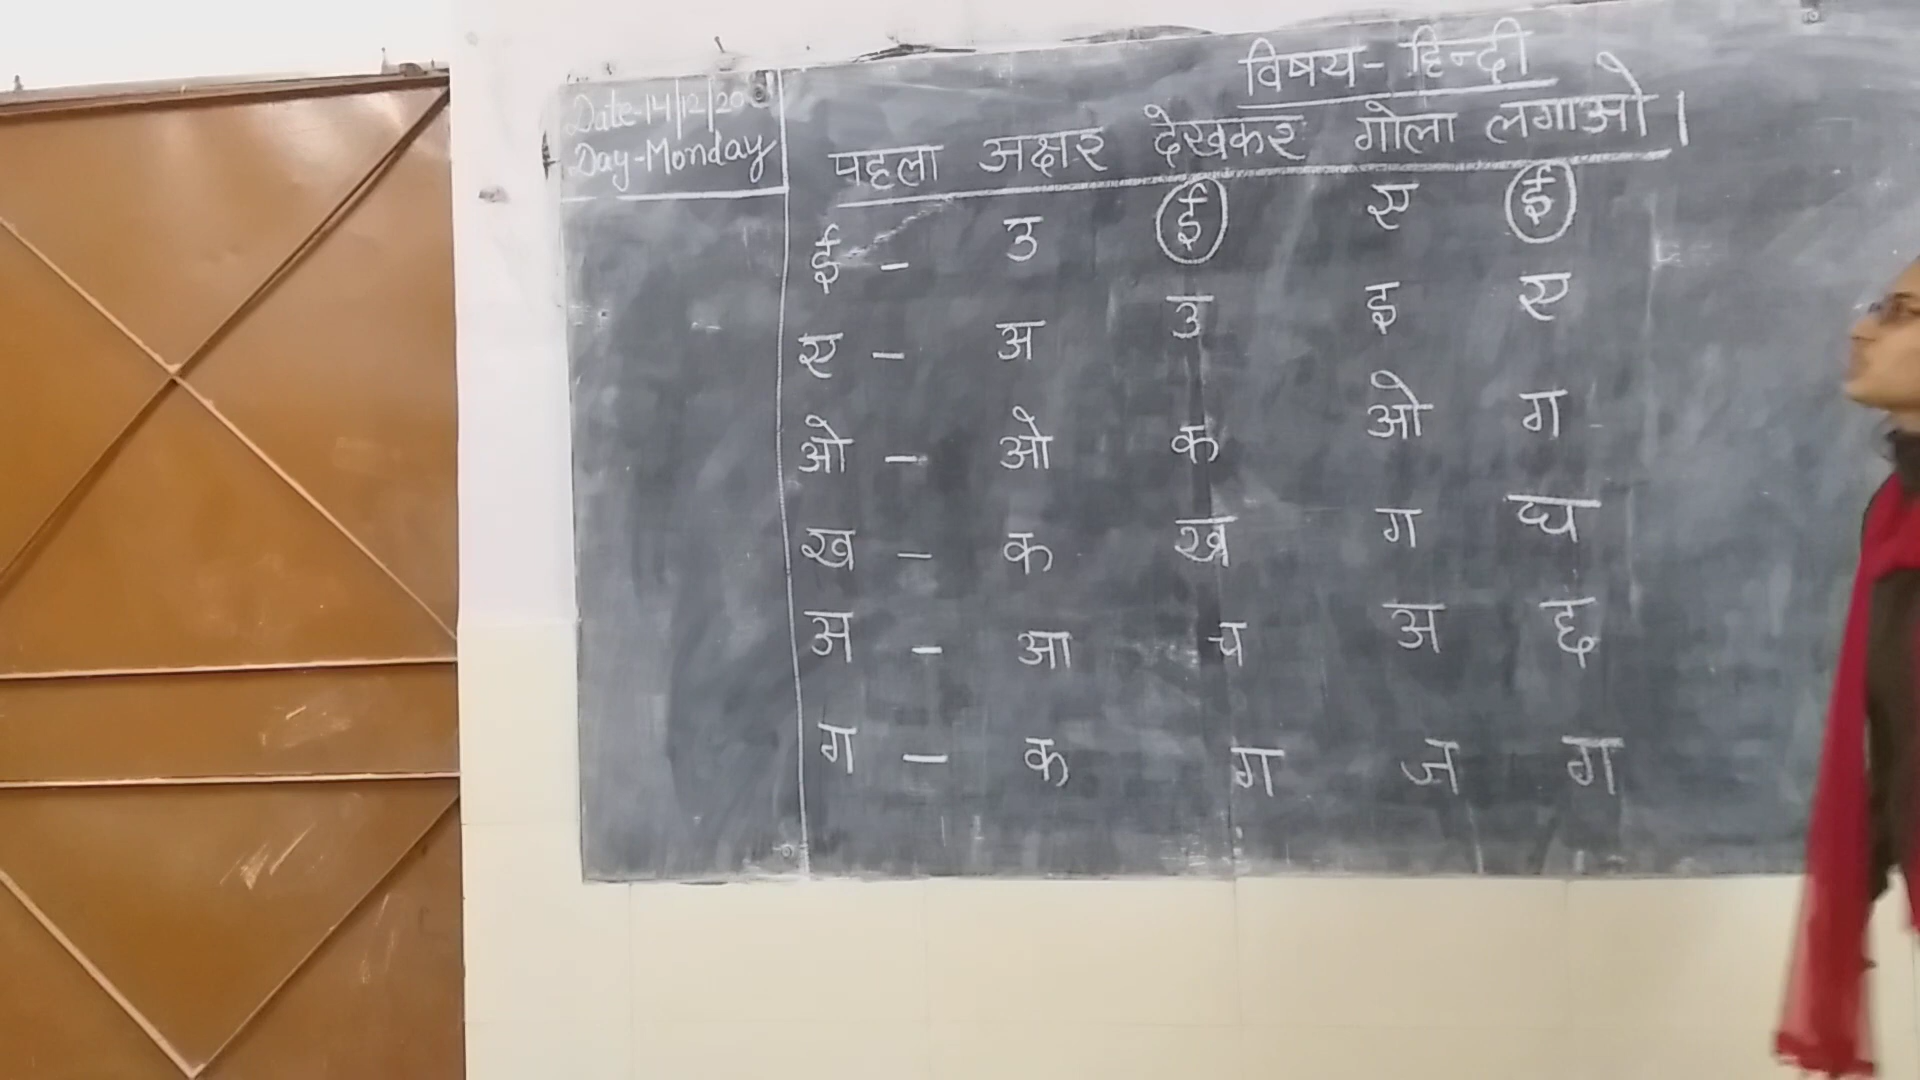 विषय- हिन्दी
Date-14/12/20
Day-Monday
पहला अक्षर देखकर गोला लगाओ।
ई - उ ई ए ई
ए - अ उ इ ए
ओ - ओ क ओ ग
ख - क ख ग घ
अ - आ च अ छ
ग - क ग ज ग